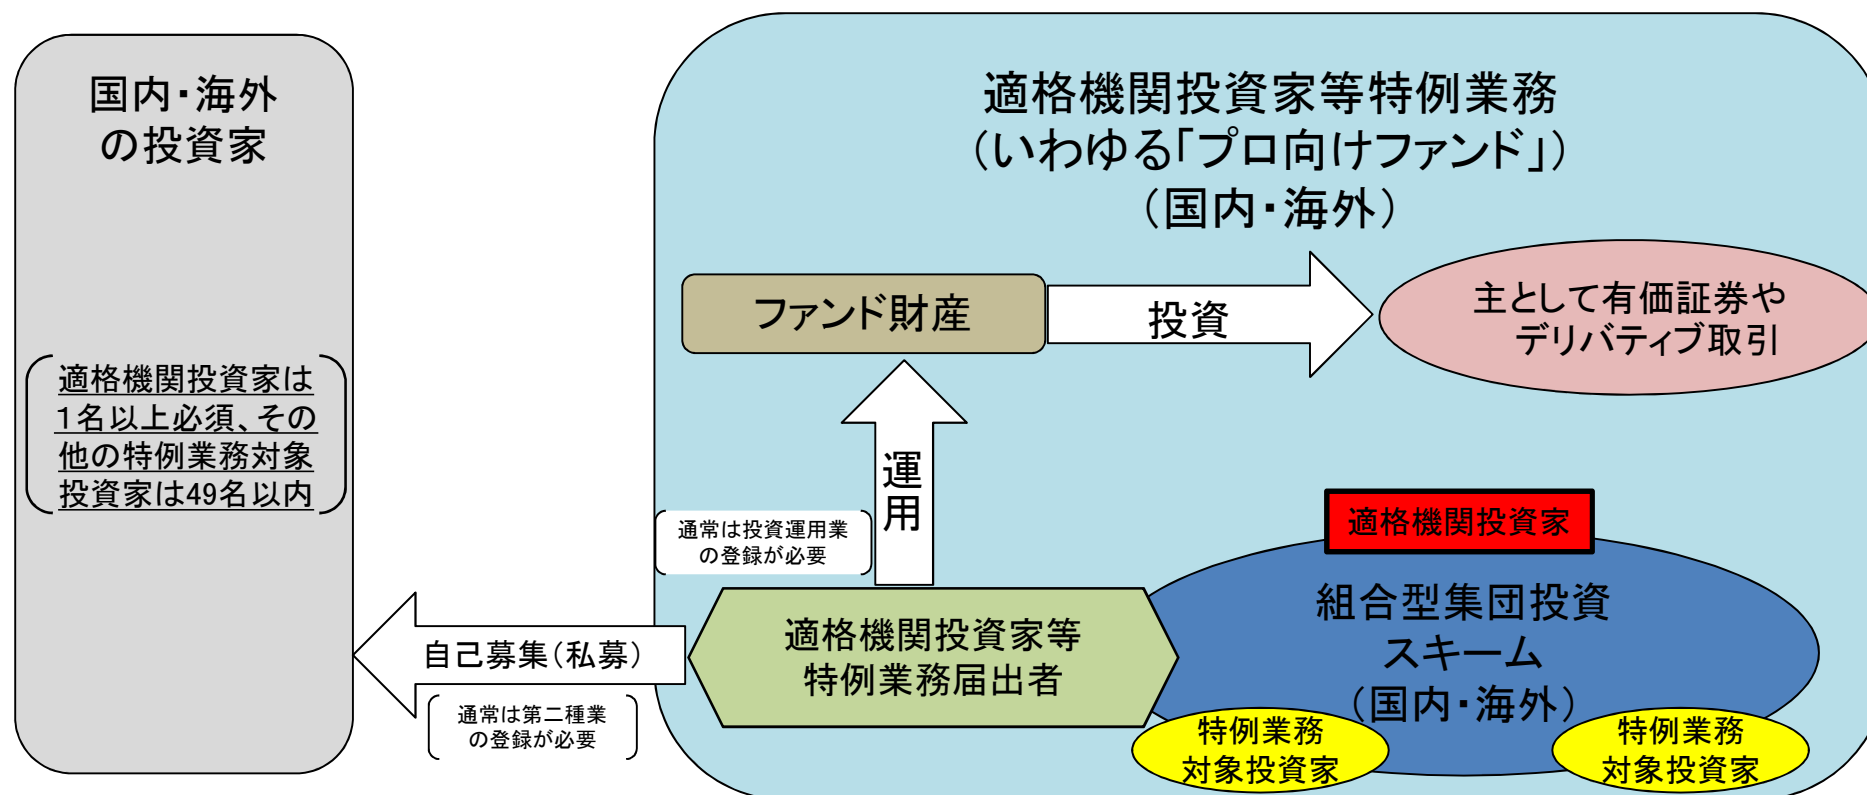 国内・海外
の投資家
適格機関投資家は
1名以上必須、その
他の特例業務対象
投資家は49名以内
適格機関投資家等特例業務
(いわゆる「プロ向けファンド」)
(国内・海外)
ファンド財産
投資
主として有価証券や
デリバティブ取引
運用
通常は投資運用業
の登録が必要
適格機関投資家
組合型集団投資
スキーム
(国内・海外)
適格機関投資家等
特例業務届出者
自己募集(私募)
通常は第二種業
の登録が必要
特例業務
対象投資家
特例業務
対象投資家